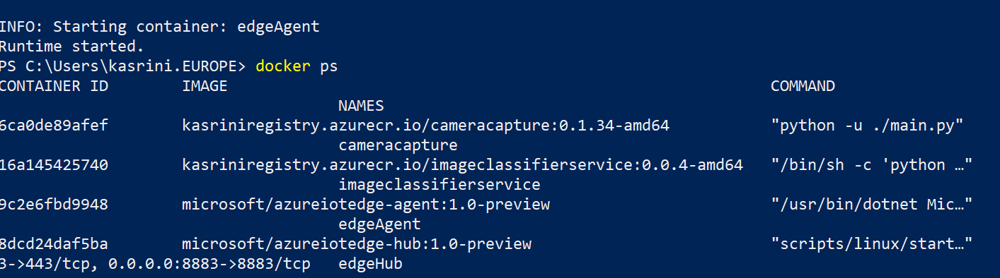 INFO: Starting container: edgeAgent
Runtime started.
PS C:\Users\kasrini.EUROPE> docker ps
CONTAINER ID IMAGE COMMAND
NAMES
6ca0de89afef kasriniregistry.azurecr.io/cameracapture:0.1.34-amd64 "python -u ./main.py"
cameracapture
16a145425740 kasriniregistry.azurecr.io/imageclassifierservice:0.0.4-amd64 "/bin/sh -c 'python …"
imageclassifierservice
9c2e6fbd9948 microsoft/azureiotedge-agent:1.0-preview "/usr/bin/dotnet Mic…"
edgeAgent
8dcd24daf5ba microsoft/azureiotedge-hub:1.0-preview "scripts/linux/start…"
3->443/tcp, 0.0.0.0:8883->8883/tcp edgeHub